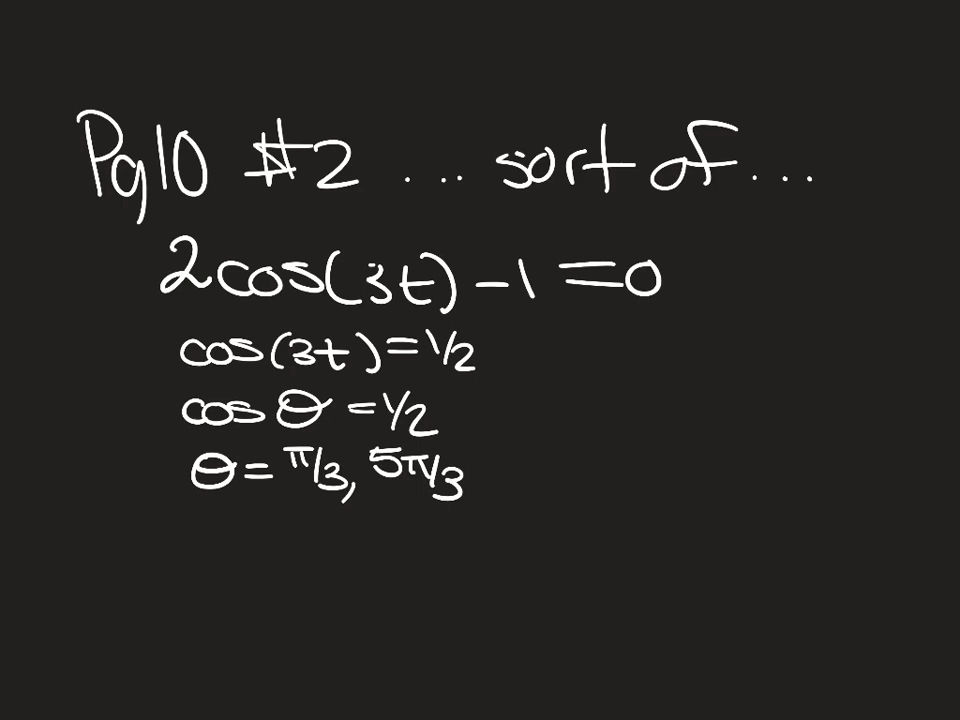 Pg10 #2 ... sort of ...
2cos(3t) - 1 = 0
cos(3t) = 1/2
cos θ = 1/2
θ = π/3, 5π/3